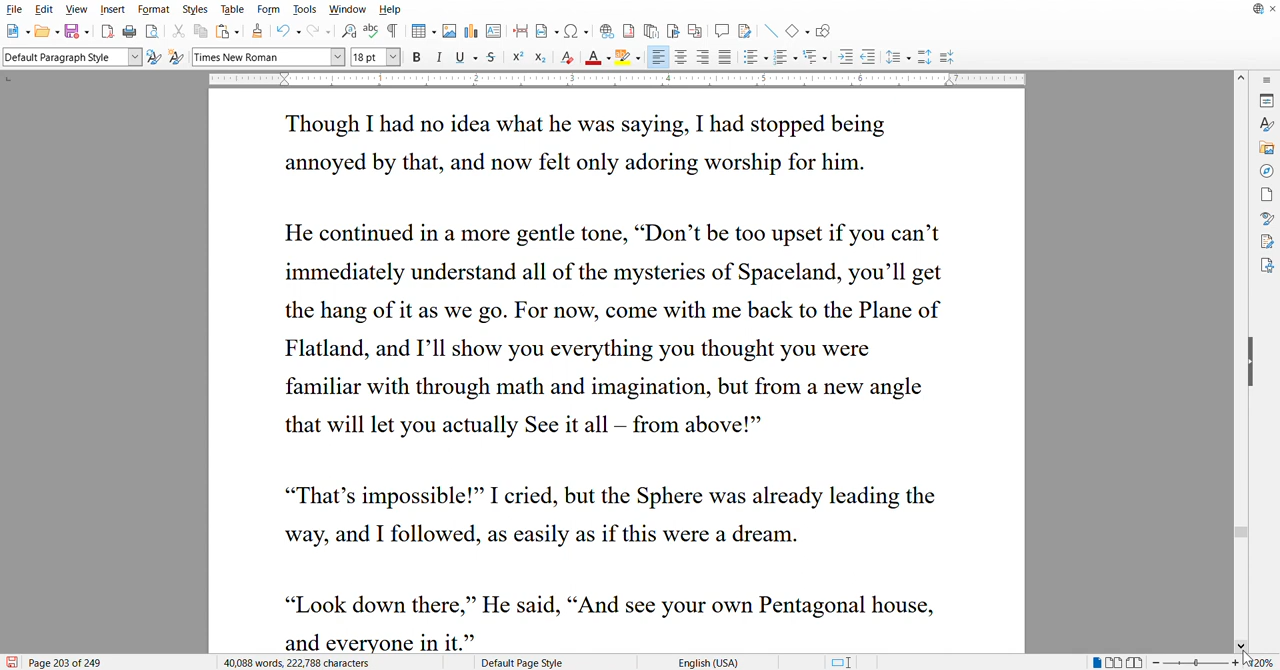 File Edit View Insert Format Styles Table Form Tools Window Help
Default Paragraph Style Times New Roman 18 pt
1 2 3 4 5 6 7
Though I had no idea what he was saying, I had stopped being
annoyed by that, and now felt only adoring worship for him.
He continued in a more gentle tone, “Don’t be too upset if you can’t
immediately understand all of the mysteries of Spaceland, you’ll get
the hang of it as we go. For now, come with me back to the Plane of
Flatland, and I’ll show you everything you thought you were
familiar with through math and imagination, but from a new angle
that will let you actually See it all – from above!”
“That’s impossible!” I cried, but the Sphere was already leading the
way, and I followed, as easily as if this were a dream.
“Look down there,” He said, “And see your own Pentagonal house,
and everyone in it.”
Page 203 of 249 40,088 words, 222,788 characters Default Page Style English (USA) 120%